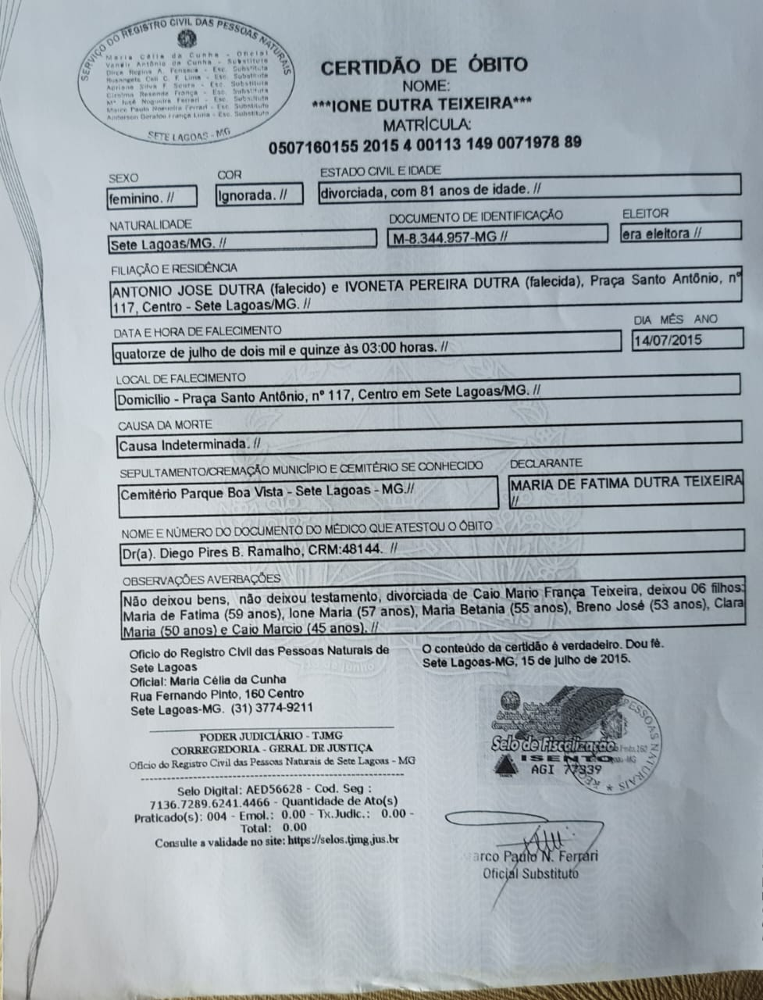 SERVIÇO DO REGISTRO CIVIL DAS PESSOAS NATURAIS
Maria Célia da Cunha - Oficial
Vandir Antônio da Cunha - Substituto
Dirce Regina A. Fonseca - Esc. Substituta
Rosangela Celi C. F. Lima - Esc. Substituta
Adriana Silva F. Souza - Esc. Substituta
Girelma Resende França - Esc. Substituta
Mª José Nogueira Ferrari - Esc. Substituta
Marco Paulo Nogueira Ferrari - Esc. Substituto
Anderson Geraldo França Lima - Esc. Substituto
SETE LAGOAS - MG
CERTIDÃO DE ÓBITO
NOME:
***IONE DUTRA TEIXEIRA***
MATRÍCULA:
0507160155 2015 4 00113 149 0071978 89
SEXO COR ESTADO CIVIL E IDADE
feminino. // Ignorada. // divorciada, com 81 anos de idade. //
NATURALIDADE DOCUMENTO DE IDENTIFICAÇÃO ELEITOR
Sete Lagoas/MG. // M-8.344.957-MG // era eleitora //
FILIAÇÃO E RESIDÊNCIA
ANTONIO JOSE DUTRA (falecido) e IVONETA PEREIRA DUTRA (falecida), Praça Santo Antônio, nº
117, Centro - Sete Lagoas/MG. //
DATA E HORA DE FALECIMENTO DIA MÊS ANO
quatorze de julho de dois mil e quinze às 03:00 horas. // 14/07/2015
LOCAL DE FALECIMENTO
Domicílio - Praça Santo Antônio, nº 117, Centro em Sete Lagoas/MG. //
CAUSA DA MORTE
Causa Indeterminada. //
SEPULTAMENTO/CREMAÇÃO MUNICÍPIO E CEMITÉRIO SE CONHECIDO DECLARANTE
Cemitério Parque Boa Vista - Sete Lagoas - MG.// MARIA DE FATIMA DUTRA TEIXEIRA
//
NOME E NÚMERO DO DOCUMENTO DO MÉDICO QUE ATESTOU O ÓBITO
Dr(a). Diego Pires B. Ramalho, CRM:48144. //
OBSERVAÇÕES AVERBAÇÕES
Não deixou bens, não deixou testamento, divorciada de Caio Mario França Teixeira, deixou 06 filhos:
Maria de Fatima (59 anos), Ione Maria (57 anos), Maria Betania (55 anos), Breno José (53 anos), Clara
Maria (50 anos) e Caio Marcio (45 anos). //
Oficio do Registro Civil das Pessoas Naturais de
Sete Lagoas
Oficial: Maria Célia da Cunha
Rua Fernando Pinto, 160 Centro
Sete Lagoas-MG. (31) 3774-9211
O conteúdo da certidão é verdadeiro. Dou fé.
Sete Lagoas-MG, 15 de julho de 2015.
PODER JUDICIÁRIO - TJMG
CORREGEDORIA - GERAL DE JUSTIÇA
Ofício do Registro Civil das Pessoas Naturais de Sete Lagoas - MG
Selo Digital: AED56628 - Cod. Seg :
7136.7289.6241.4466 - Quantidade de Ato(s)
Praticado(s): 004 - Emol.: 0.00 - Tx.Judic.: 0.00 -
Total: 0.00
Consulte a validade no site: https://selos.tjmg.jus.br
Selo de Fiscalização
ISENTO
AGI 77339
PESSOAS NATURAIS
arco Paulo N. Ferrari
Oficial Substituto